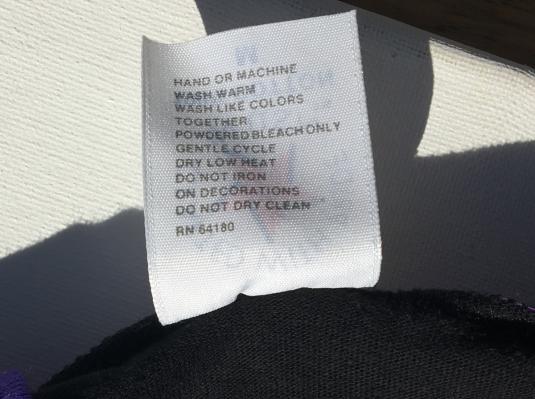 M
HAND OR MACHINE
WASH WARM
WASH LIKE COLORS
TOGETHER
POWDERED BLEACH ONLY
GENTLE CYCLE
DRY LOW HEAT
DO NOT IRON
ON DECORATIONS
DO NOT DRY CLEAN
RN 64180